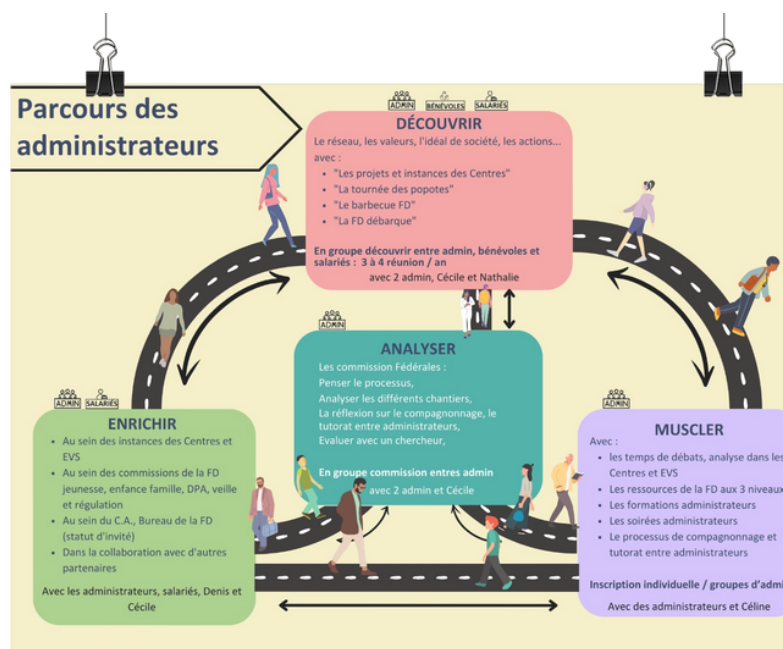 Parcours des
administrateurs
ADMIN
BÉNÉVOLES
SALARIÉS
DÉCOUVRIR
Le réseau, les valeurs, l'idéal de société, les actions...
avec :
• "Les projets et instances des Centres"
• "La tournée des popotes"
• "Le barbecue FD"
• "La FD débarque"
En groupe découvrir entre admin, bénévoles et
salariés : 3 à 4 réunion / an
avec 2 admin, Cécile et Nathalie
ADMIN
ANALYSER
Les commission Fédérales :
Penser le processus,
Analyser les différents chantiers,
La réflexion sur le compagnonnage, le
tutorat entre administrateurs,
Evaluer avec un chercheur,
En groupe commission entres admin
avec 2 admin et Cécile
ADMIN
SALARIÉS
ENRICHIR
• Au sein des instances des Centres et
EVS
• Au sein des commissions de la FD
jeunesse, enfance famille, DPA, veille
et régulation
• Au sein du C.A., Bureau de la FD
(statut d'invité)
• Dans la collaboration avec d'autres
partenaires
Avec les administrateurs, salariés, Denis et
Cécile
ADMIN
MUSCLER
Avec :
• les temps de débats, analyse dans les
Centres et EVS
• Les ressources de la FD aux 3 niveaux
• Les formations administrateurs
• Les soirées administrateurs
• Le processus de compagnonnage et
tutorat entre administrateurs
Inscription individuelle / groupes d'admi
Avec des administrateurs et Céline